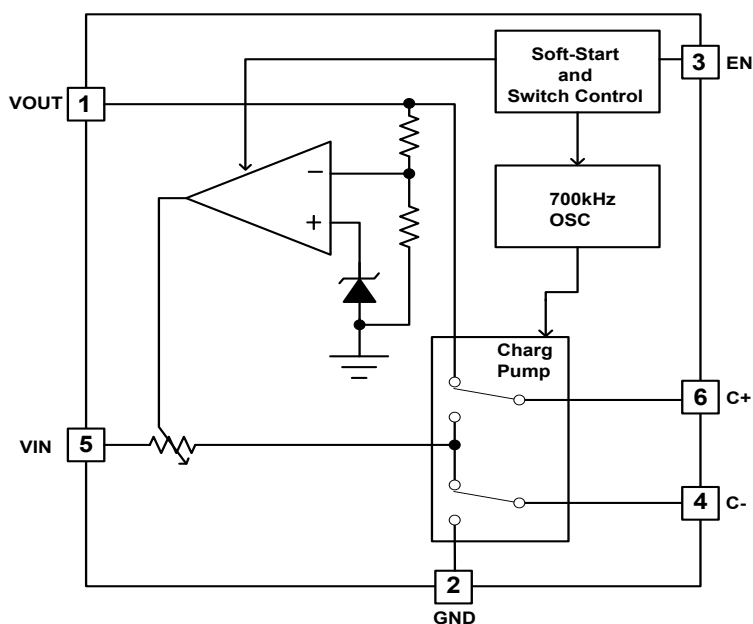 Soft-Start
and
Switch Control
3 EN
VOUT 1
−
+
700kHz
OSC
Charg
Pump
6 C+
VIN 5
4 C-
2
GND